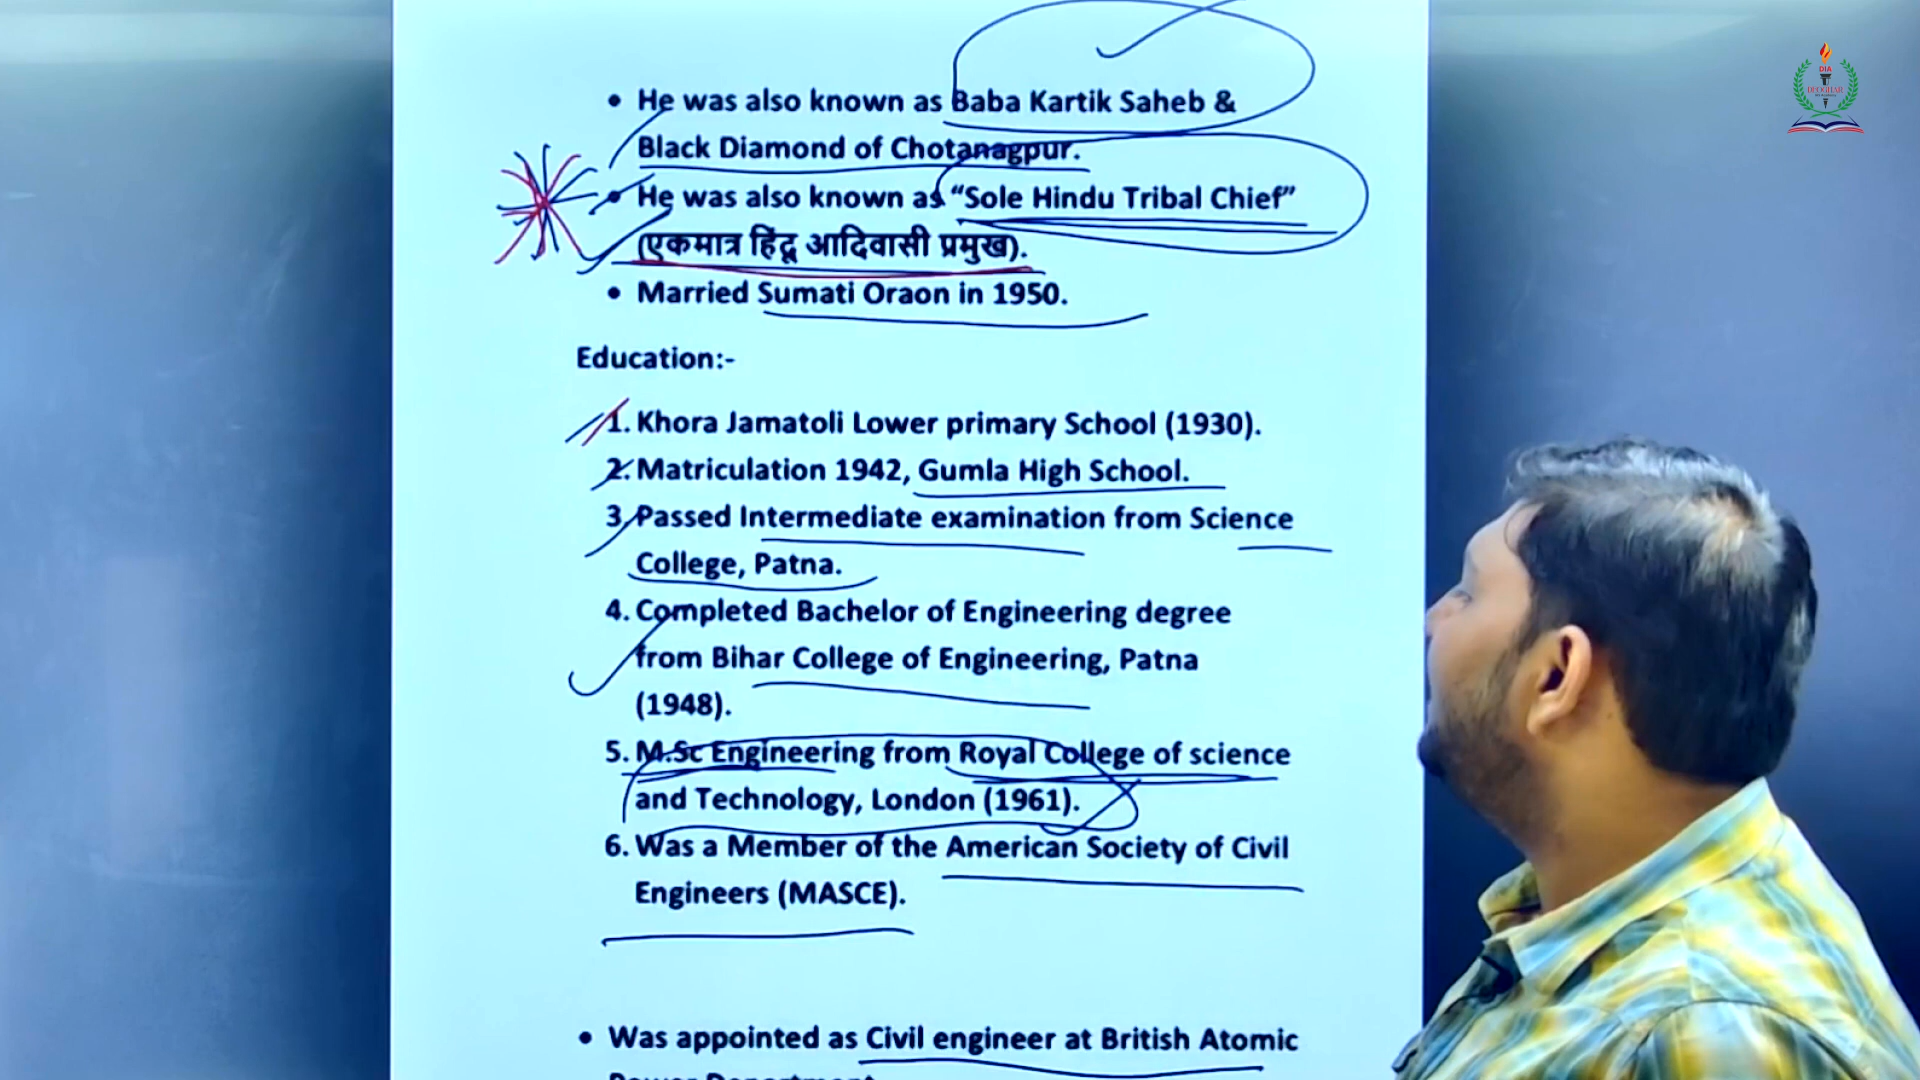 • He was also known as Baba Kartik Saheb &
Black Diamond of Chotanagpur.
• He was also known as “Sole Hindu Tribal Chief”
(एकमात्र हिंदू आदिवासी प्रमुख).
• Married Sumati Oraon in 1950.
Education:-
1. Khora Jamatoli Lower primary School (1930).
2. Matriculation 1942, Gumla High School.
3. Passed Intermediate examination from Science
College, Patna.
4. Completed Bachelor of Engineering degree
from Bihar College of Engineering, Patna
(1948).
5. M.Sc Engineering from Royal College of science
and Technology, London (1961).
6. Was a Member of the American Society of Civil
Engineers (MASCE).
• Was appointed as Civil engineer at British Atomic
DIA
DEOGHAR